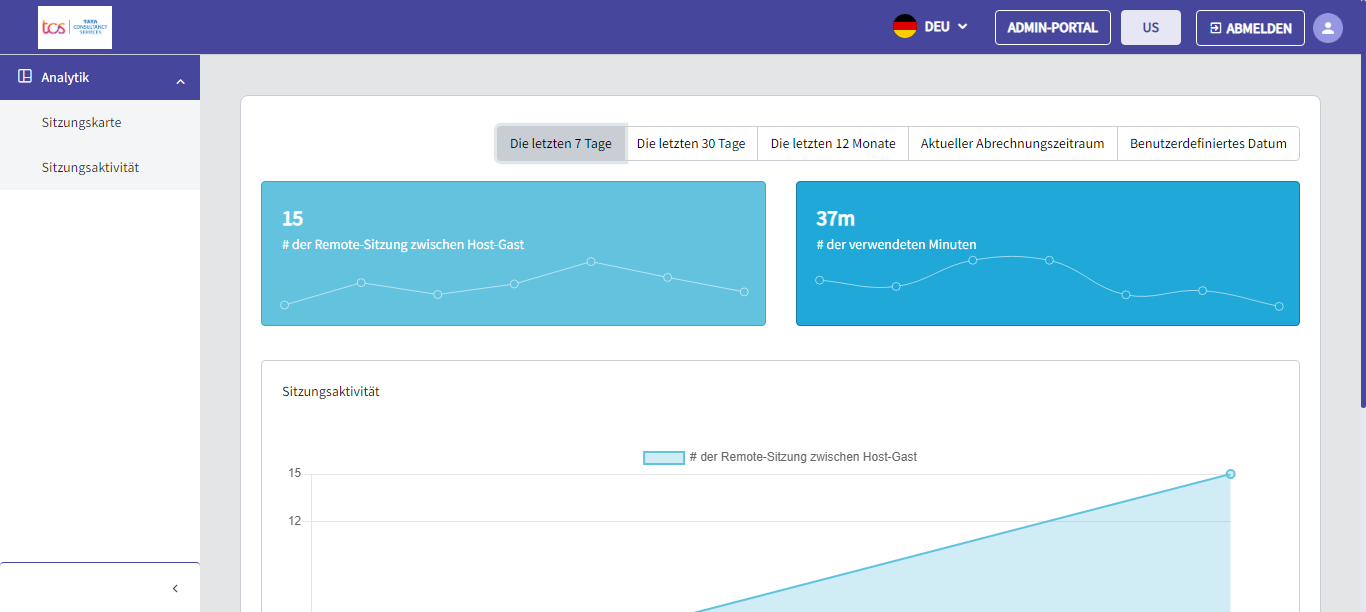 tcs TATA
CONSULTANCY
SERVICES
DEU
ADMIN-PORTAL
US
ABMELDEN
Analytik
Sitzungskarte
Sitzungsaktivität
Die letzten 7 Tage
Die letzten 30 Tage
Die letzten 12 Monate
Aktueller Abrechnungszeitraum
Benutzerdefiniertes Datum
15
# der Remote-Sitzung zwischen Host-Gast
37m
# der verwendeten Minuten
Sitzungsaktivität
# der Remote-Sitzung zwischen Host-Gast
15
12